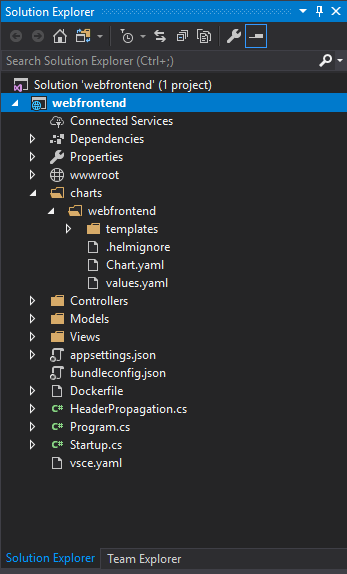 Solution Explorer
Search Solution Explorer (Ctrl+;)
Solution 'webfrontend' (1 project)
webfrontend
Connected Services
Dependencies
Properties
wwwroot
charts
webfrontend
templates
.helmignore
Chart.yaml
values.yaml
Controllers
Models
Views
appsettings.json
bundleconfig.json
Dockerfile
C# HeaderPropagation.cs
C# Program.cs
C# Startup.cs
vsce.yaml
Solution Explorer Team Explorer